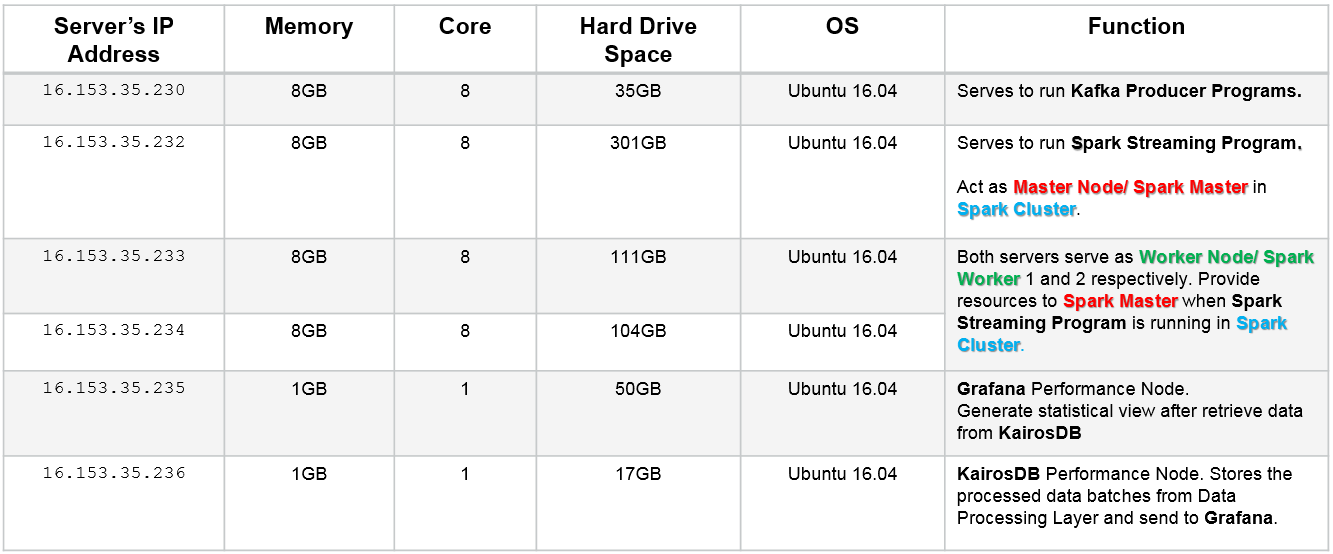 Server's IP Address Memory Core Hard Drive Space OS Function
16.153.35.230 8GB 8 35GB Ubuntu 16.04 Serves to run Kafka Producer Programs.
16.153.35.232 8GB 8 301GB Ubuntu 16.04 Serves to run Spark Streaming Program.
Act as Master Node/ Spark Master in
Spark Cluster.
16.153.35.233 8GB 8 111GB Ubuntu 16.04 Both servers serve as Worker Node/ Spark
Worker 1 and 2 respectively. Provide
resources to Spark Master when Spark
Streaming Program is running in Spark
Cluster.
16.153.35.234 8GB 8 104GB Ubuntu 16.04
16.153.35.235 1GB 1 50GB Ubuntu 16.04 Grafana Performance Node.
Generate statistical view after retrieve data
from KairosDB
16.153.35.236 1GB 1 17GB Ubuntu 16.04 KairosDB Performance Node. Stores the
processed data batches from Data
Processing Layer and send to Grafana.